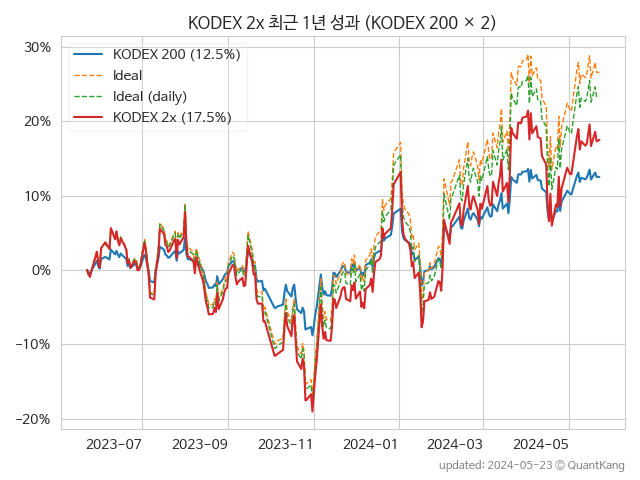 KODEX 2x 최근 1년 성과 (KODEX 200 × 2)
KODEX 200 (12.5%)
Ideal
Ideal (daily)
KODEX 2x (17.5%)
30%
20%
10%
0%
−10%
−20%
2023-07
2023-09
2023-11
2024-01
2024-03
2024-05
updated: 2024-05-23 © QuantKang